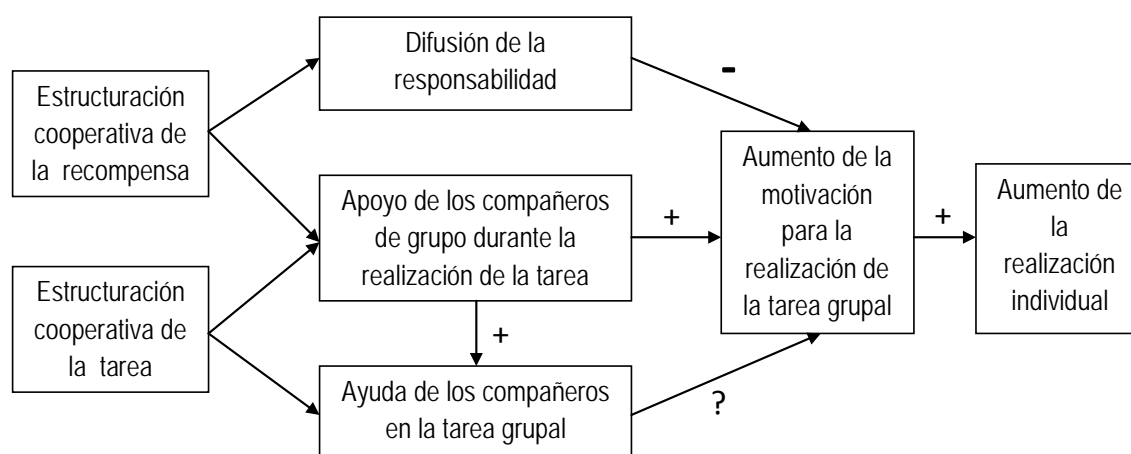 Difusión de la
responsabilidad
-
Estructuración
cooperativa de
la recompensa
Apoyo de los compañeros
de grupo durante la
realización de la tarea
+
Aumento de la
motivación
para la
realización de
la tarea grupal
+
Aumento de
la
realización
individual
Estructuración
cooperativa de
la tarea
+
Ayuda de los compañeros
en la tarea grupal
?